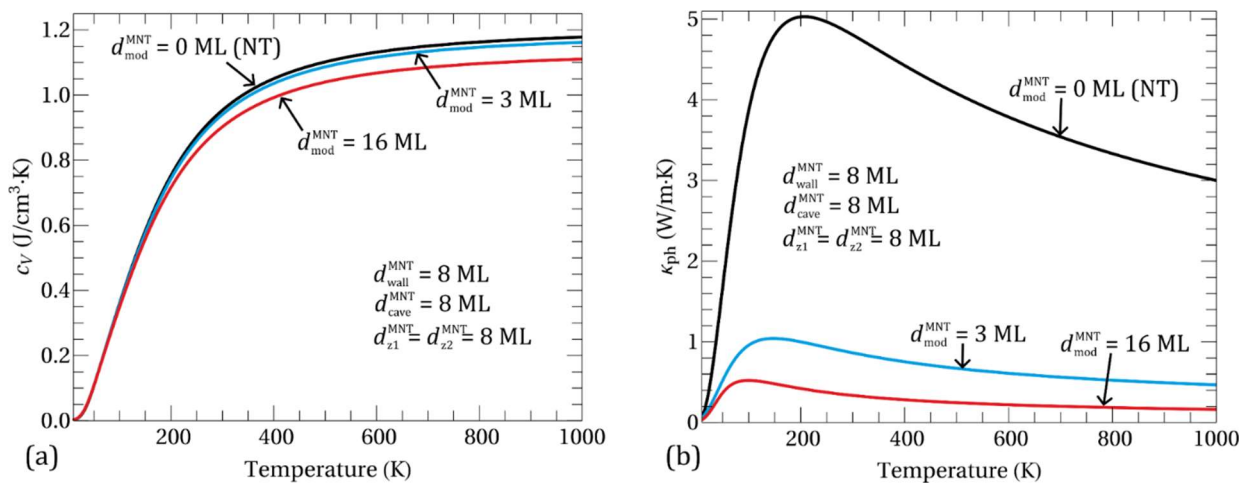 1.2
1.0
0.8
0.6
0.4
0.2
0.0
c_V (J/cm³·K)
d_mod^MNT = 0 ML (NT)
d_mod^MNT = 3 ML
d_mod^MNT = 16 ML
d_wall^MNT = 8 ML
d_cave^MNT = 8 ML
d_z1^MNT = d_z2^MNT = 8 ML
200 400 600 800 1000
Temperature (K)
(a)
5
4
3
2
1
0
κ_ph (W/m·K)
d_mod^MNT = 0 ML (NT)
d_wall^MNT = 8 ML
d_cave^MNT = 8 ML
d_z1^MNT = d_z2^MNT = 8 ML
d_mod^MNT = 3 ML
d_mod^MNT = 16 ML
200 400 600 800 1000
Temperature (K)
(b)